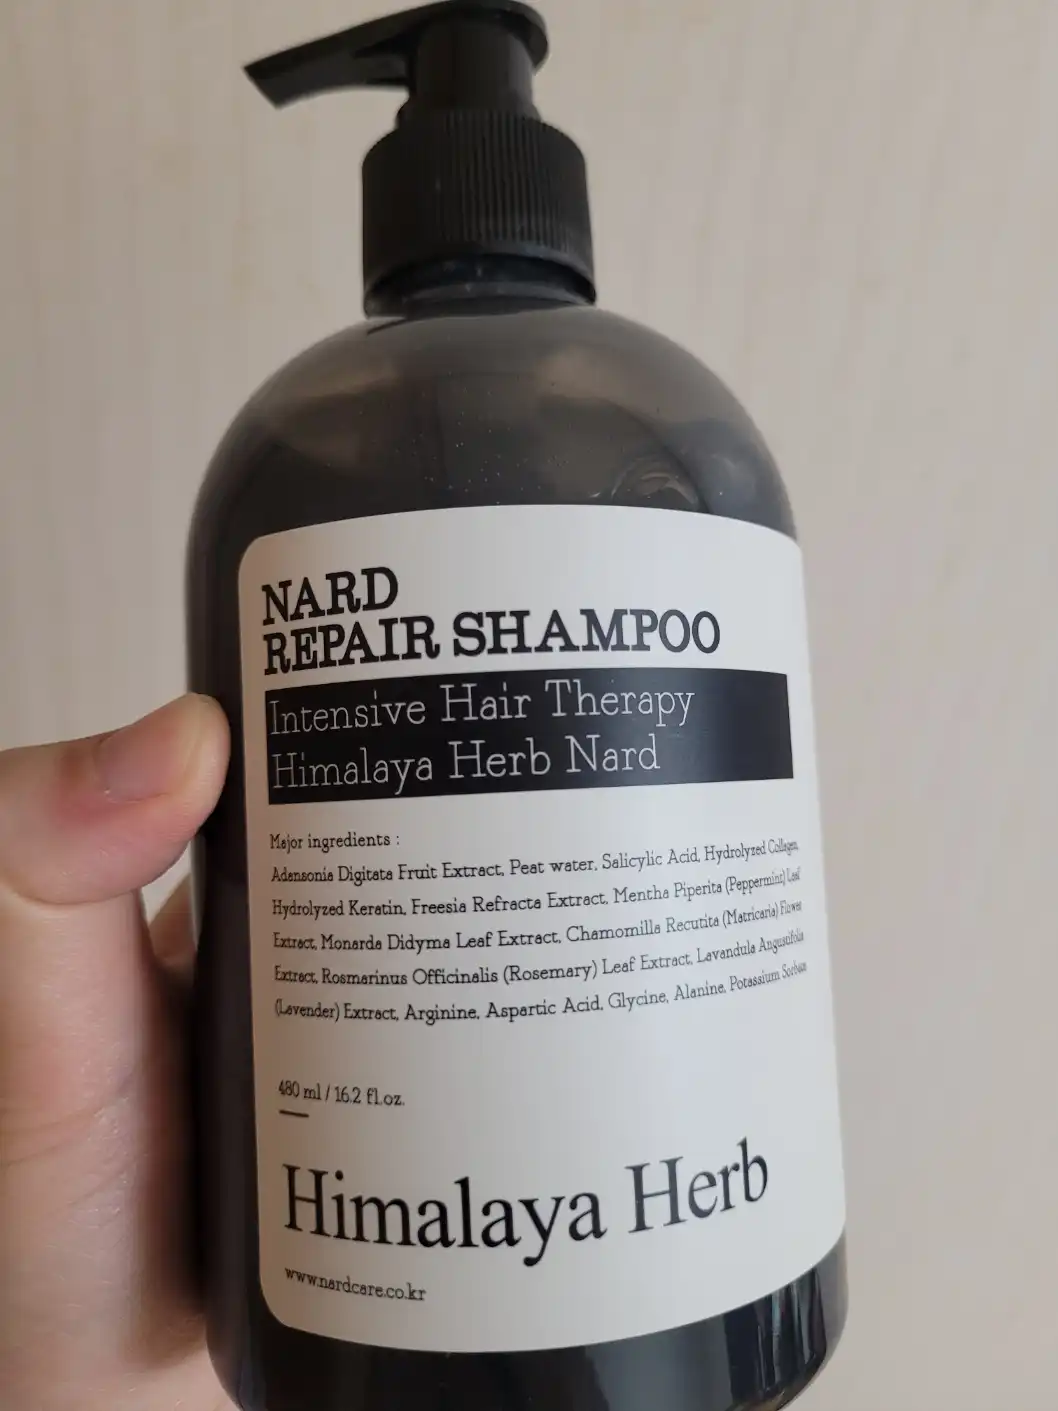 NARD
REPAIR SHAMPOO
Intensive Hair Therapy
Himalaya Herb Nard
Major ingredients :
Adansonia Digitata Fruit Extract, Peat water, Salicylic Acid, Hydrolyzed Collagen,
Hydrolyzed Keratin, Freesia Refracta Extract, Mentha Piperita (Peppermint) Leaf
Extract, Monarda Didyma Leaf Extract, Chamomilla Recutita (Matricaria) Flower
Extract, Rosmarinus Officinalis (Rosemary) Leaf Extract, Lavandula Angustifolia
(Lavender) Extract, Arginine, Aspartic Acid, Glycine, Alanine, Potassium Sorbate
480 ml / 16.2 fl.oz.
Himalaya Herb
www.nardcare.co.kr